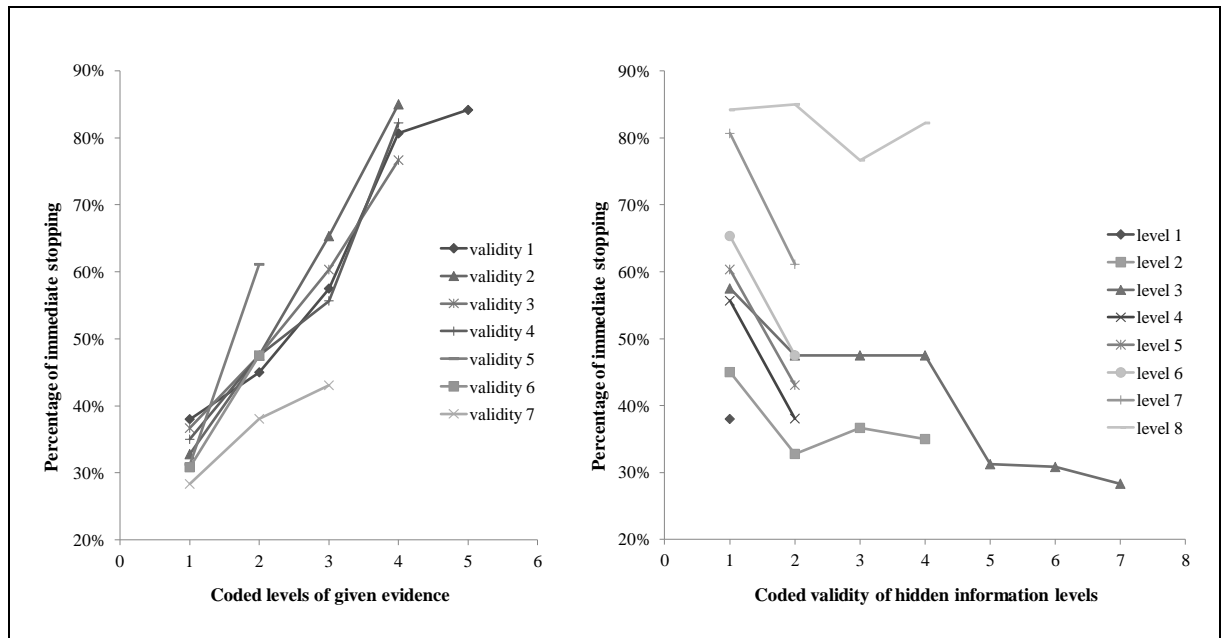 90%
80%
70%
60%
50%
40%
30%
20%
0
1
2
3
4
5
6
Percentage of immediate stopping
Coded levels of given evidence
validity 1
validity 2
validity 3
validity 4
validity 5
validity 6
validity 7
90%
80%
70%
60%
50%
40%
30%
20%
0
1
2
3
4
5
6
7
8
Percentage of immediate stopping
Coded validity of hidden information levels
level 1
level 2
level 3
level 4
level 5
level 6
level 7
level 8